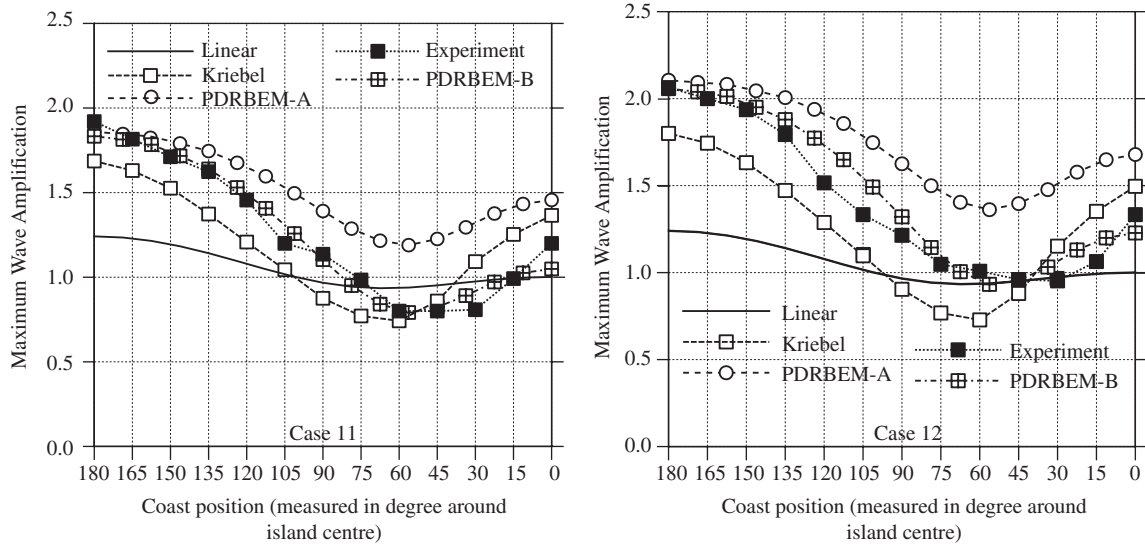 2.5
2.0
1.5
1.0
0.5
0.0
Maximum Wave Amplification
Linear
Kriebel
PDRBEM-A
Experiment
PDRBEM-B
Case 11
180 165 150 135 120 105 90 75 60 45 30 15 0
Coast position (measured in degree around
island centre)
2.5
2.0
1.5
1.0
0.5
0.0
Maximum Wave Amplification
Linear
Kriebel
PDRBEM-A
Experiment
PDRBEM-B
Case 12
180 165 150 135 120 105 90 75 60 45 30 15 0
Coast position (measured in degree around
island centre)